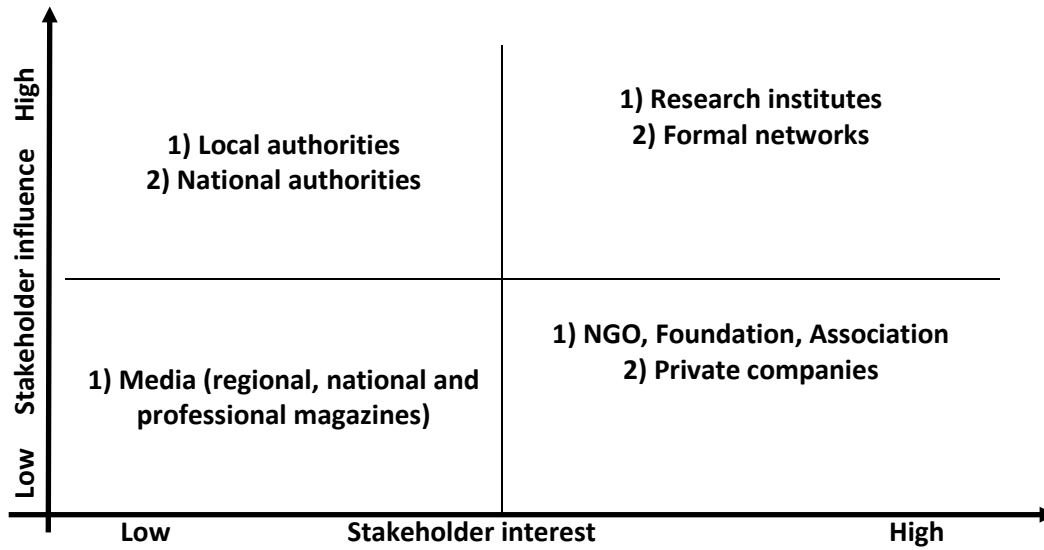 High
Stakeholder influence
Low
1) Local authorities
2) National authorities
1) Research institutes
2) Formal networks
1) Media (regional, national and
professional magazines)
1) NGO, Foundation, Association
2) Private companies
Low
Stakeholder interest
High